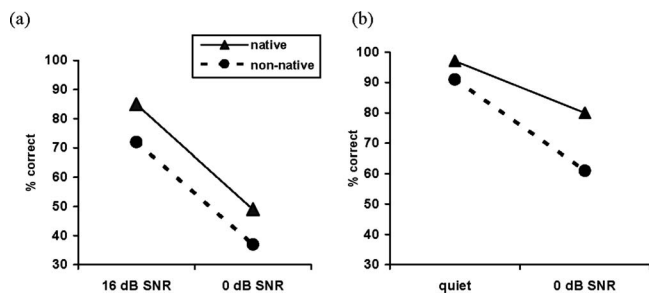 (a)
native
non-native
100
90
80
70
60
50
40
30
% correct
16 dB SNR 0 dB SNR
(b)
100
90
80
70
60
50
40
30
% correct
quiet 0 dB SNR